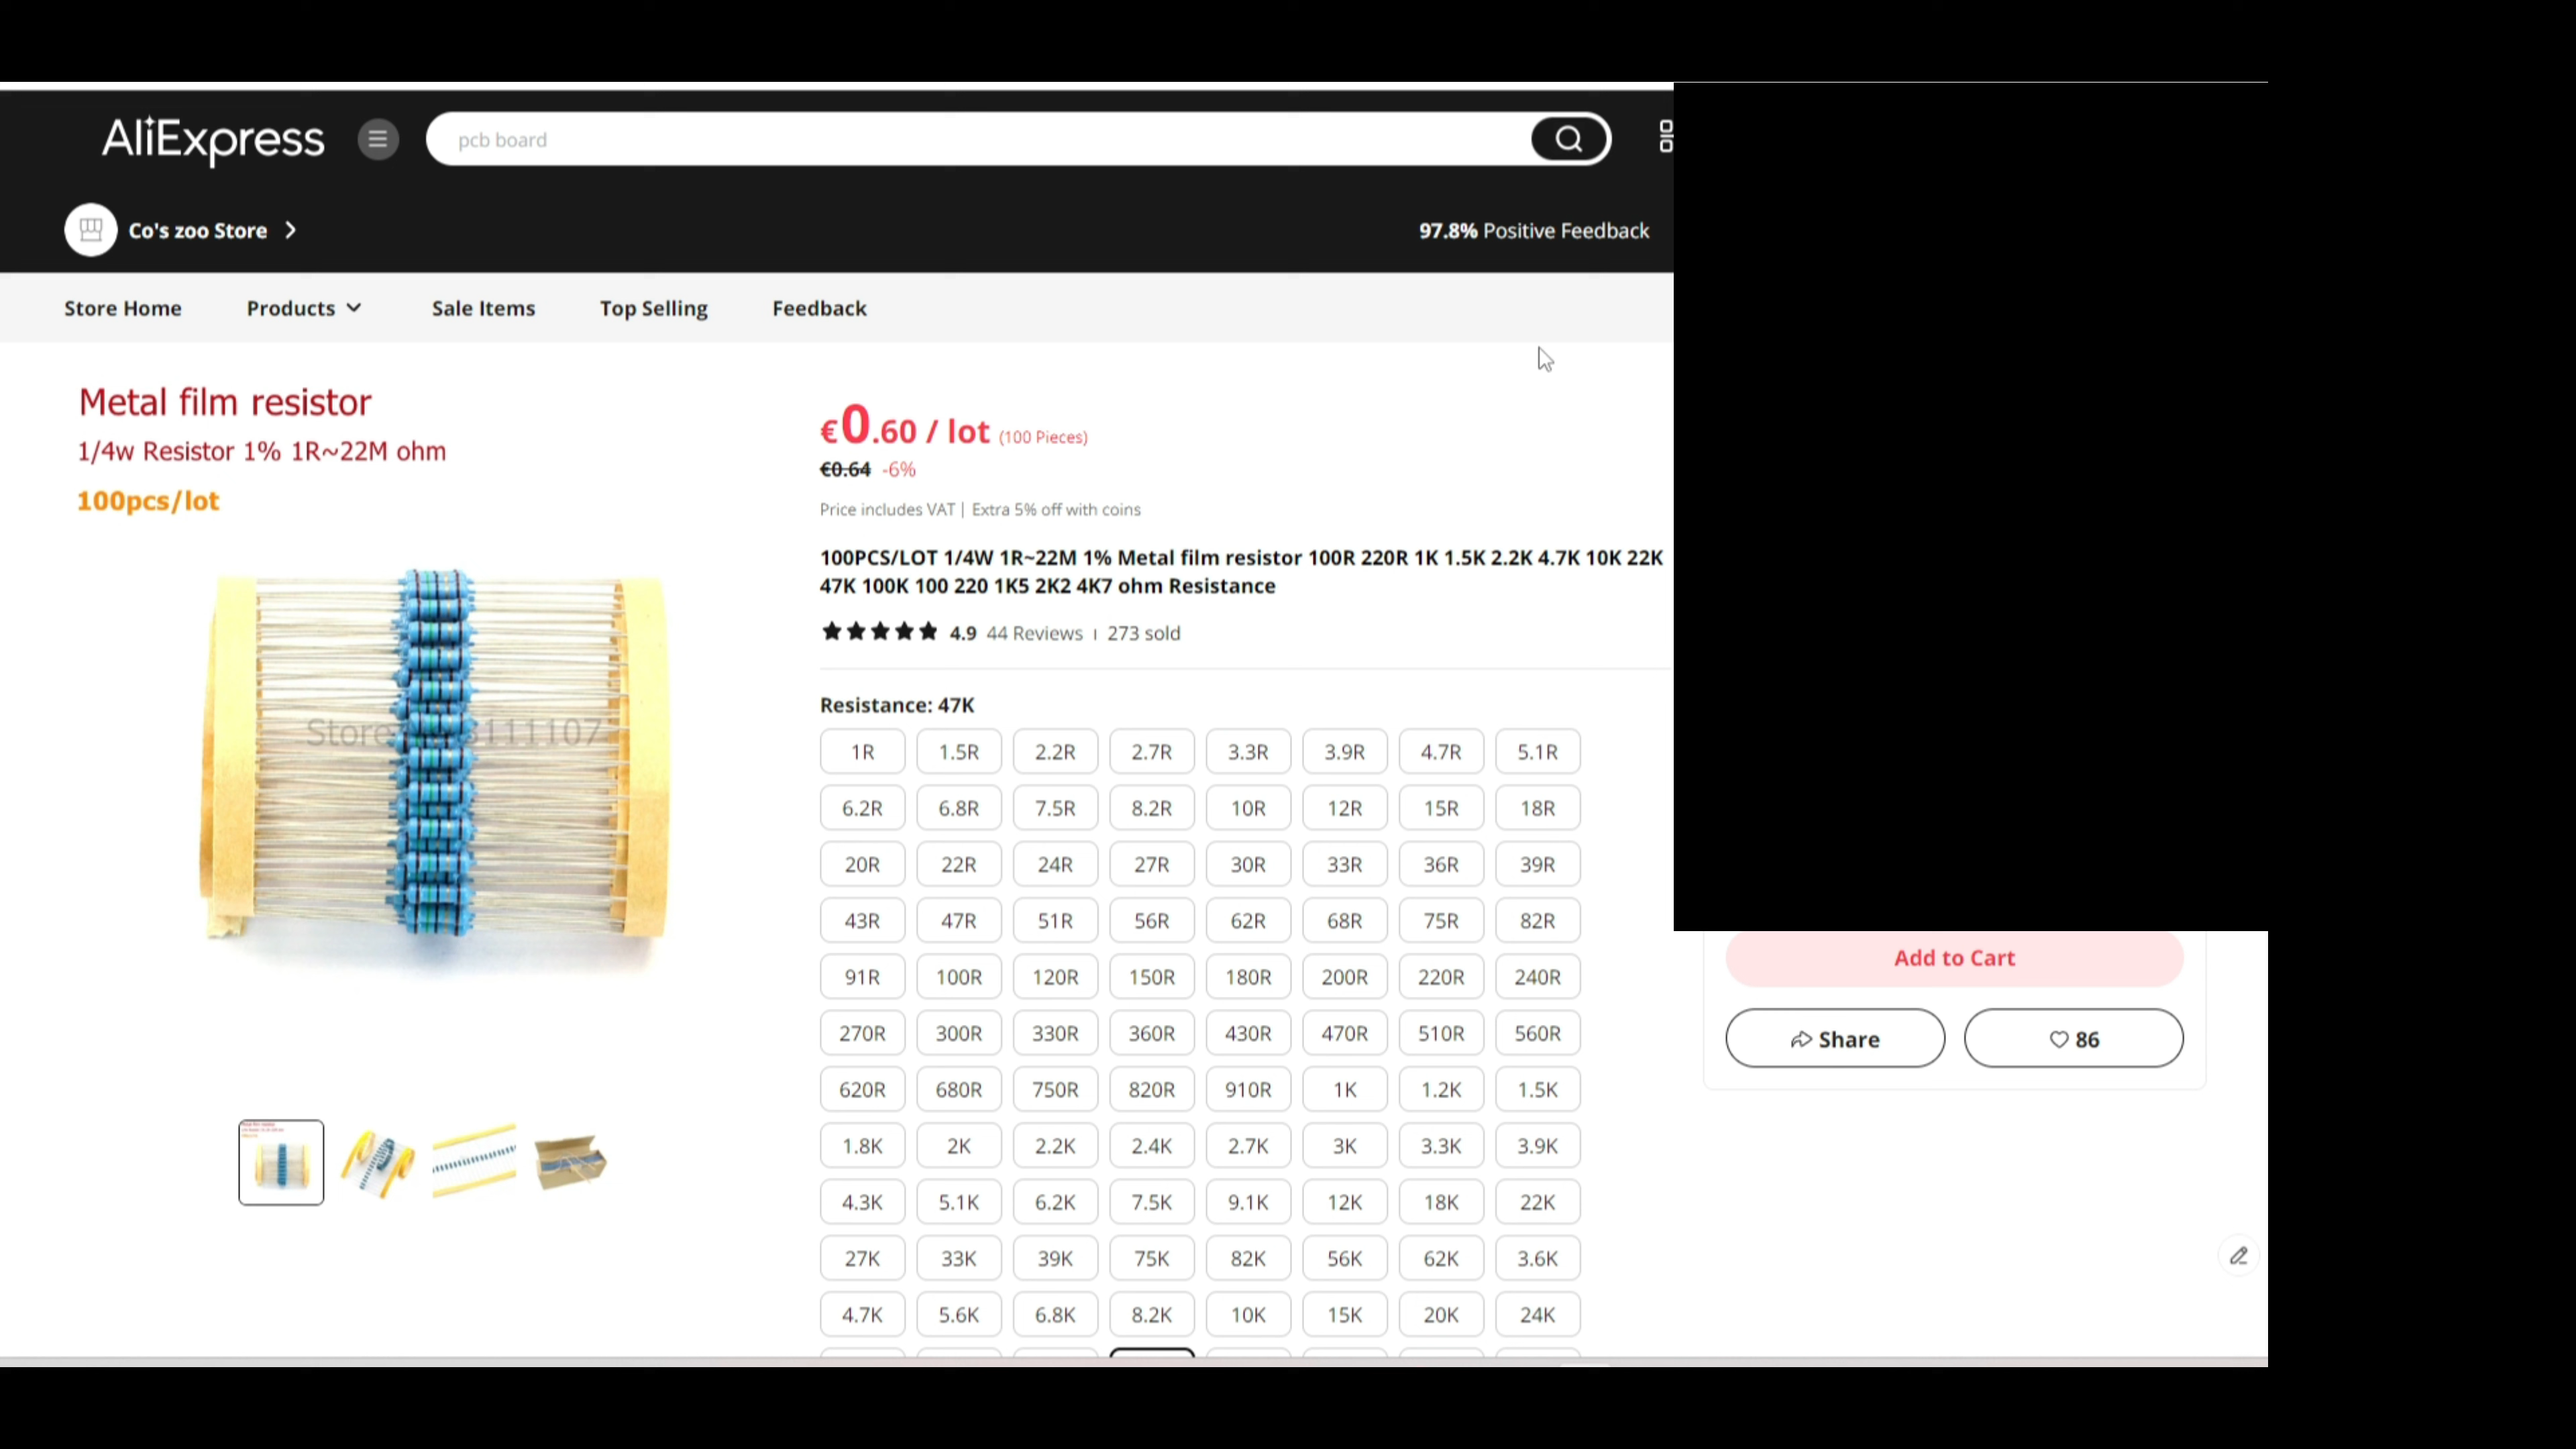 AliExpress
pcb board
Co's zoo Store
97.8% Positive Feedback
Store Home Products Sale Items Top Selling Feedback
Metal film resistor
1/4w Resistor 1% 1R~22M ohm
100pcs/lot
Store 111107
€0.60 / lot (100 Pieces)
€0.64 -6%
Price includes VAT | Extra 5% off with coins
100PCS/LOT 1/4W 1R~22M 1% Metal film resistor 100R 220R 1K 1.5K 2.2K 4.7K 10K 22K
47K 100K 100 220 1K5 2K2 4K7 ohm Resistance
4.9 44 Reviews 273 sold
Resistance: 47K
1R 1.5R 2.2R 2.7R 3.3R 3.9R 4.7R 5.1R
6.2R 6.8R 7.5R 8.2R 10R 12R 15R 18R
20R 22R 24R 27R 30R 33R 36R 39R
43R 47R 51R 56R 62R 68R 75R 82R
91R 100R 120R 150R 180R 200R 220R 240R
270R 300R 330R 360R 430R 470R 510R 560R
620R 680R 750R 820R 910R 1K 1.2K 1.5K
1.8K 2K 2.2K 2.4K 2.7K 3K 3.3K 3.9K
4.3K 5.1K 6.2K 7.5K 9.1K 12K 18K 22K
27K 33K 39K 75K 82K 56K 62K 3.6K
4.7K 5.6K 6.8K 8.2K 10K 15K 20K 24K
Add to Cart
Share
86